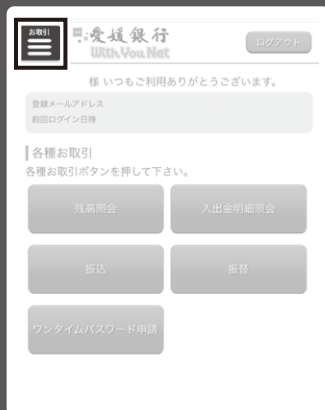 お取引
愛媛銀行
With.You.Net
ログアウト
様 いつもご利用ありがとうございます。
登録メールアドレス
前回ログイン日時
各種お取引
各種お取引ボタンを押して下さい。
残高照会
入出金明細照会
振込
振替
ワンタイムパスワード申請